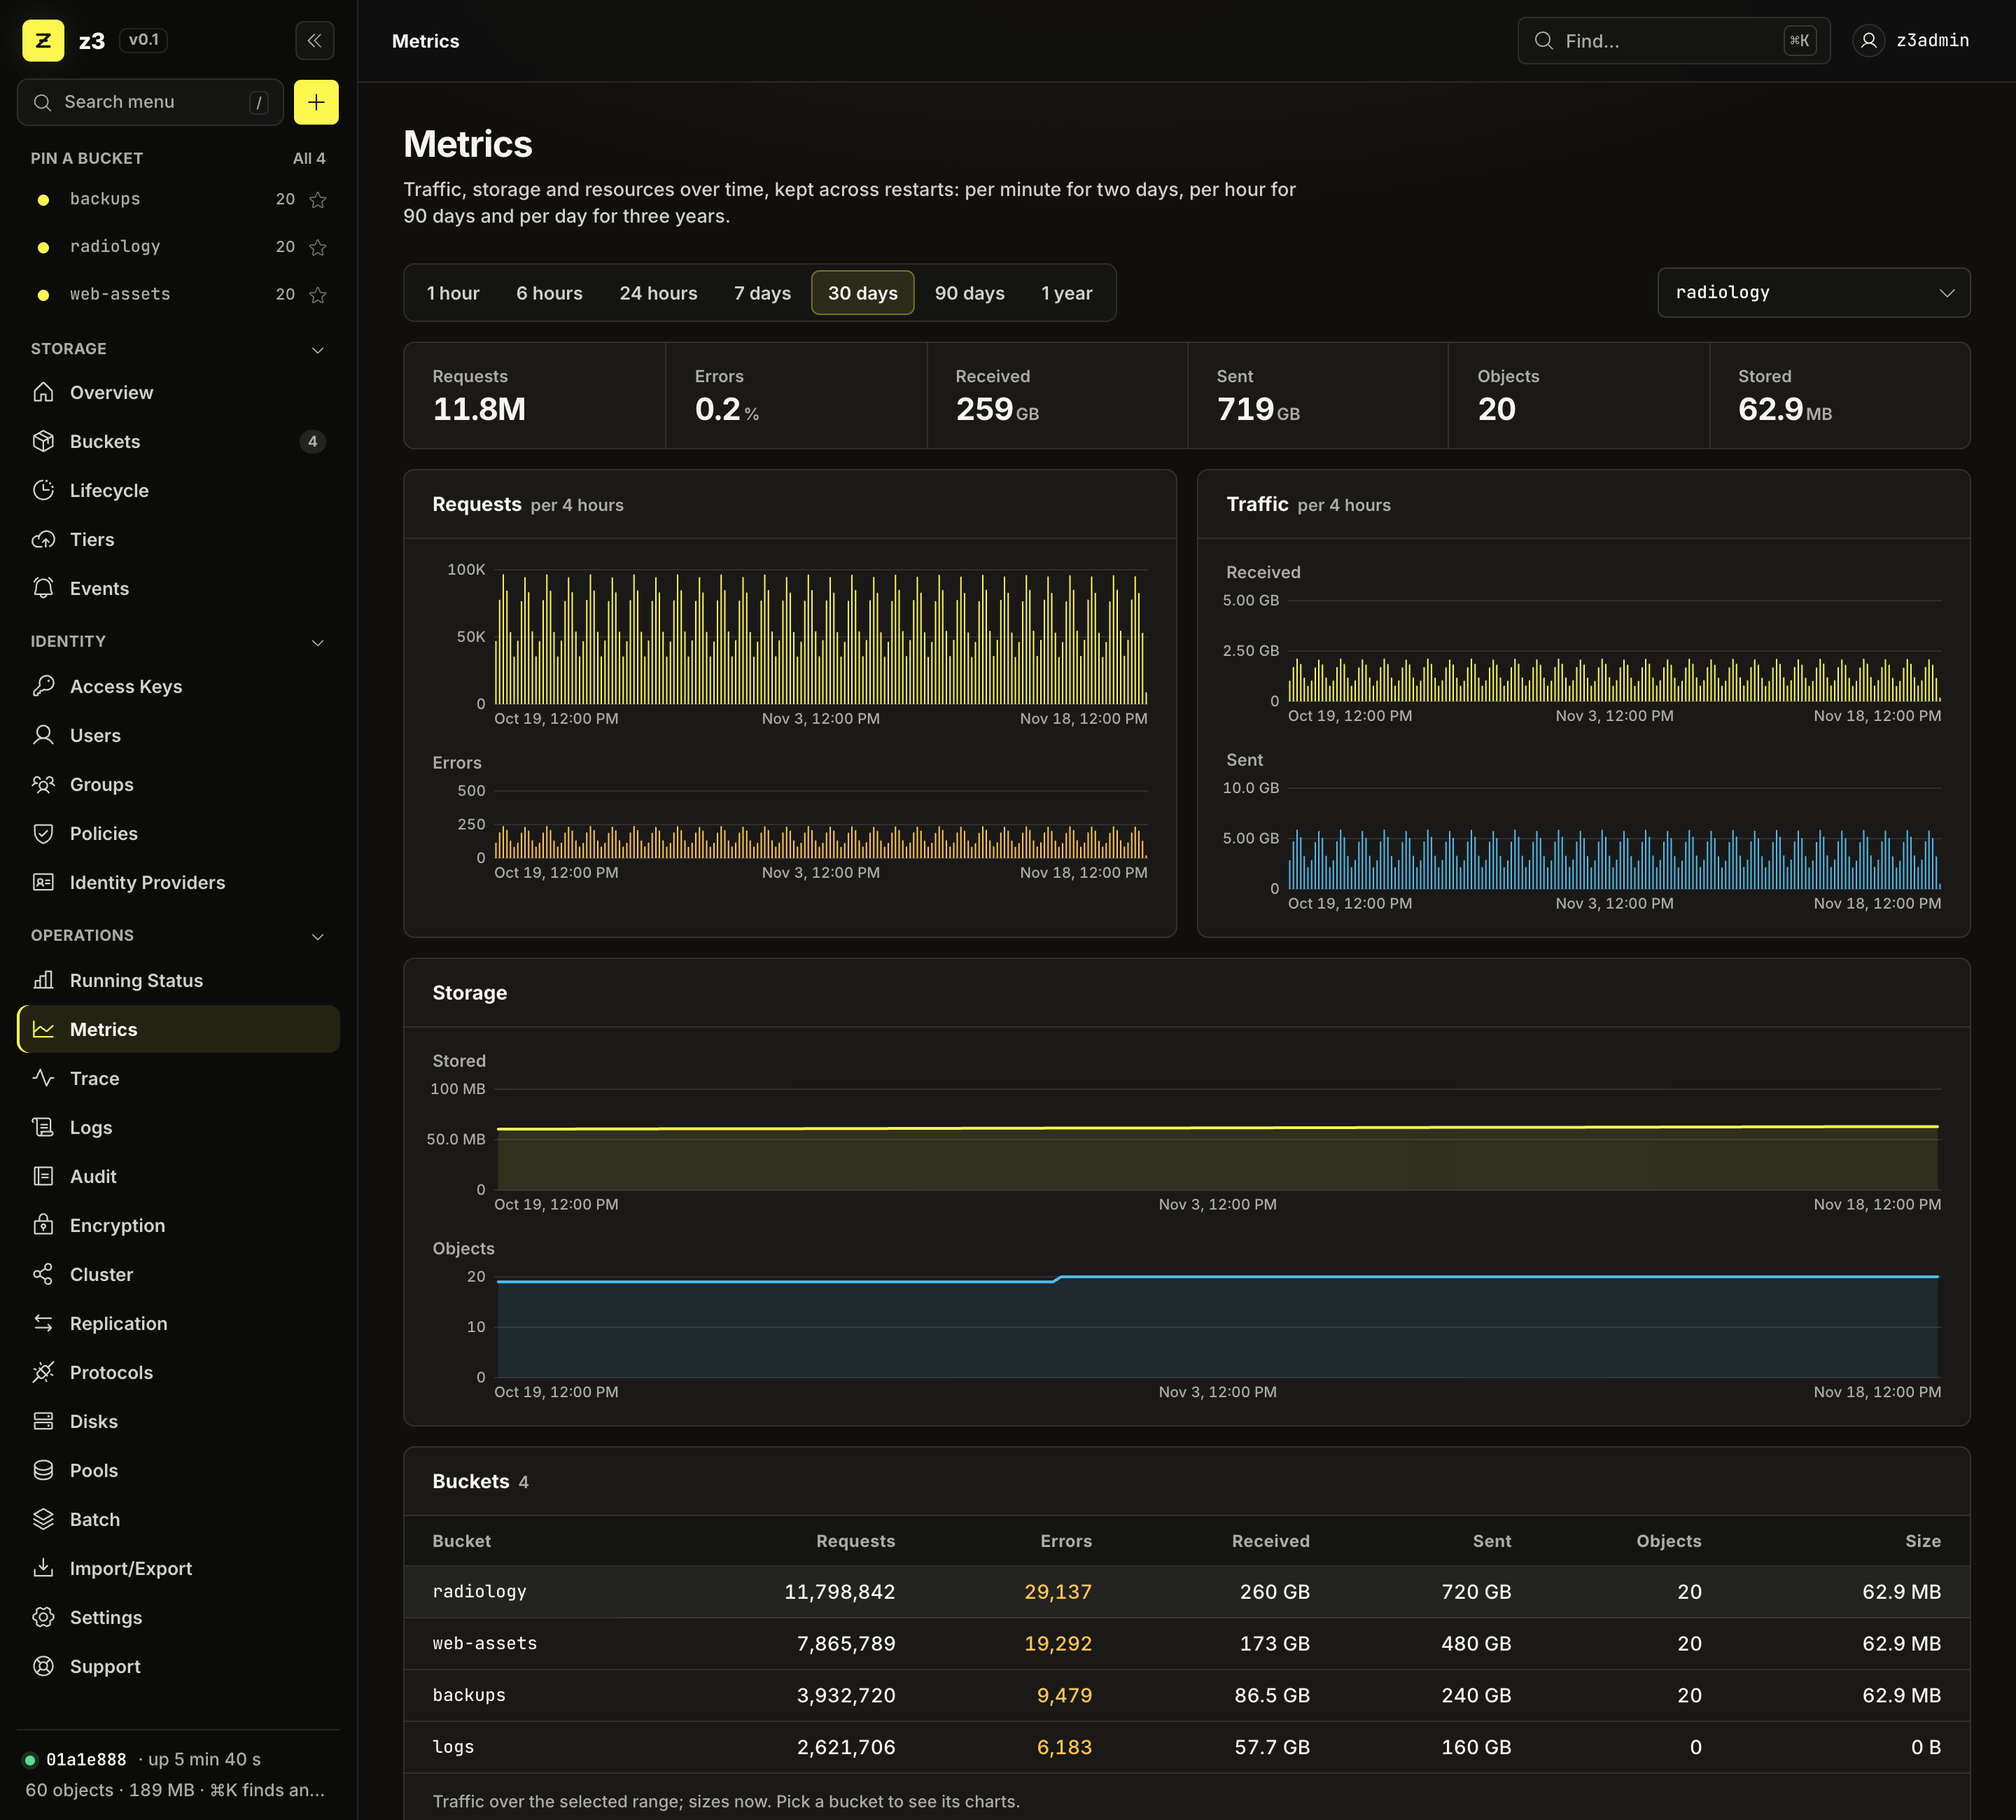 z3 v0.1
Search menu /
PIN A BUCKET All 4
backups 20
radiology 20
web-assets 20
STORAGE
Overview
Buckets 4
Lifecycle
Tiers
Events
IDENTITY
Access Keys
Users
Groups
Policies
Identity Providers
OPERATIONS
Running Status
Metrics
Trace
Logs
Audit
Encryption
Cluster
Replication
Protocols
Disks
Pools
Batch
Import/Export
Settings
Support
01a1e888 · up 5 min 40 s
60 objects · 189 MB · ⌘K finds an...
Metrics
Find... ⌘K
z3admin
Metrics
Traffic, storage and resources over time, kept across restarts: per minute for two days, per hour for
90 days and per day for three years.
1 hour 6 hours 24 hours 7 days 30 days 90 days 1 year
radiology
Requests
11.8M
Errors
0.2 %
Received
259 GB
Sent
719 GB
Objects
20
Stored
62.9 MB
Requests per 4 hours
100K
50K
0
Oct 19, 12:00 PM Nov 3, 12:00 PM Nov 18, 12:00 PM
Errors
500
250
0
Oct 19, 12:00 PM Nov 3, 12:00 PM Nov 18, 12:00 PM
Traffic per 4 hours
Received
5.00 GB
2.50 GB
0
Oct 19, 12:00 PM Nov 3, 12:00 PM Nov 18, 12:00 PM
Sent
10.0 GB
5.00 GB
0
Oct 19, 12:00 PM Nov 3, 12:00 PM Nov 18, 12:00 PM
Storage
Stored
100 MB
50.0 MB
0
Oct 19, 12:00 PM Nov 3, 12:00 PM Nov 18, 12:00 PM
Objects
20
10
0
Oct 19, 12:00 PM Nov 3, 12:00 PM Nov 18, 12:00 PM
Buckets 4
Bucket Requests Errors Received Sent Objects Size
radiology 11,798,842 29,137 260 GB 720 GB 20 62.9 MB
web-assets 7,865,789 19,292 173 GB 480 GB 20 62.9 MB
backups 3,932,720 9,479 86.5 GB 240 GB 20 62.9 MB
logs 2,621,706 6,183 57.7 GB 160 GB 0 0 B
Traffic over the selected range; sizes now. Pick a bucket to see its charts.